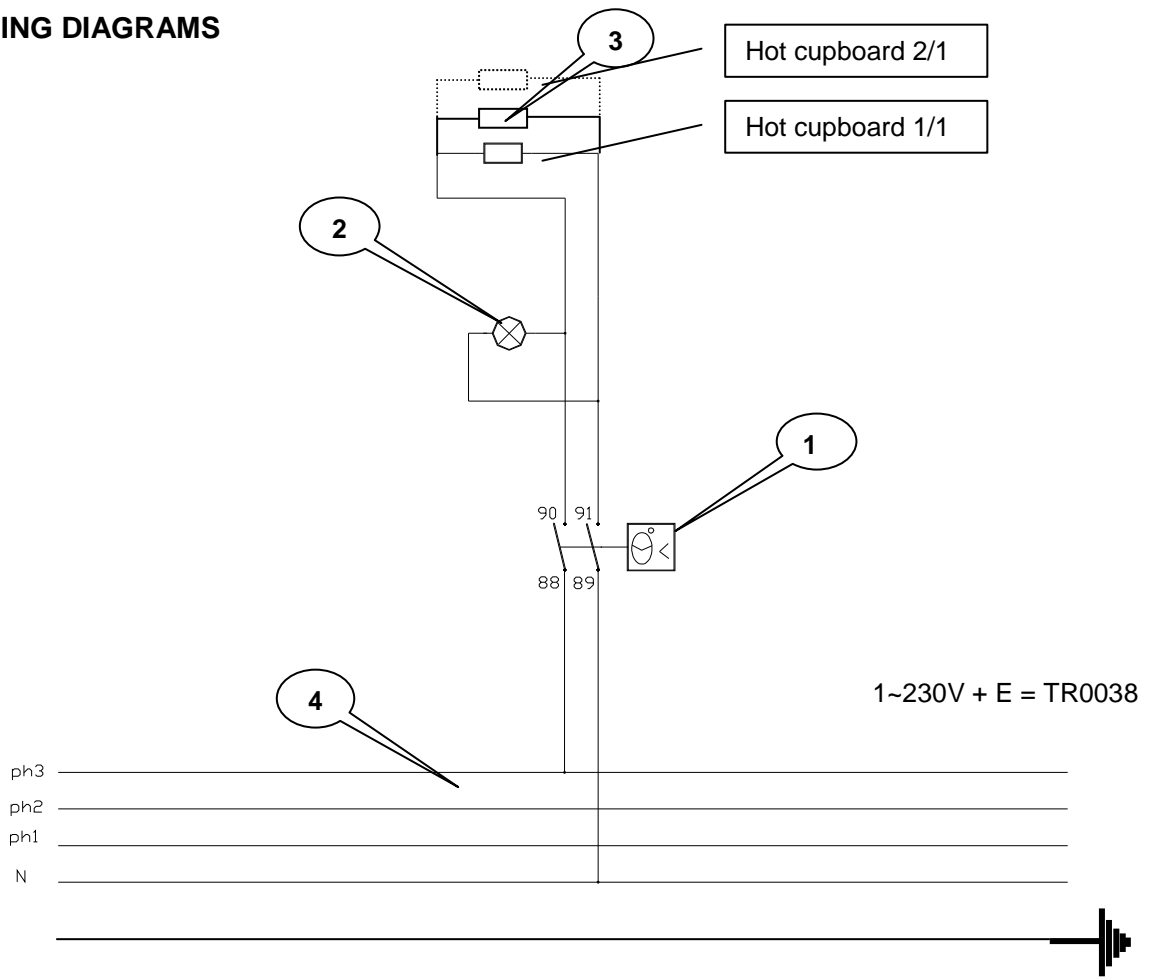 ING DIAGRAMS
3
Hot cupboard 2/1
Hot cupboard 1/1
2
1
90 91
88 89
4
1~230V + E = TR0038
ph3
ph2
ph1
N